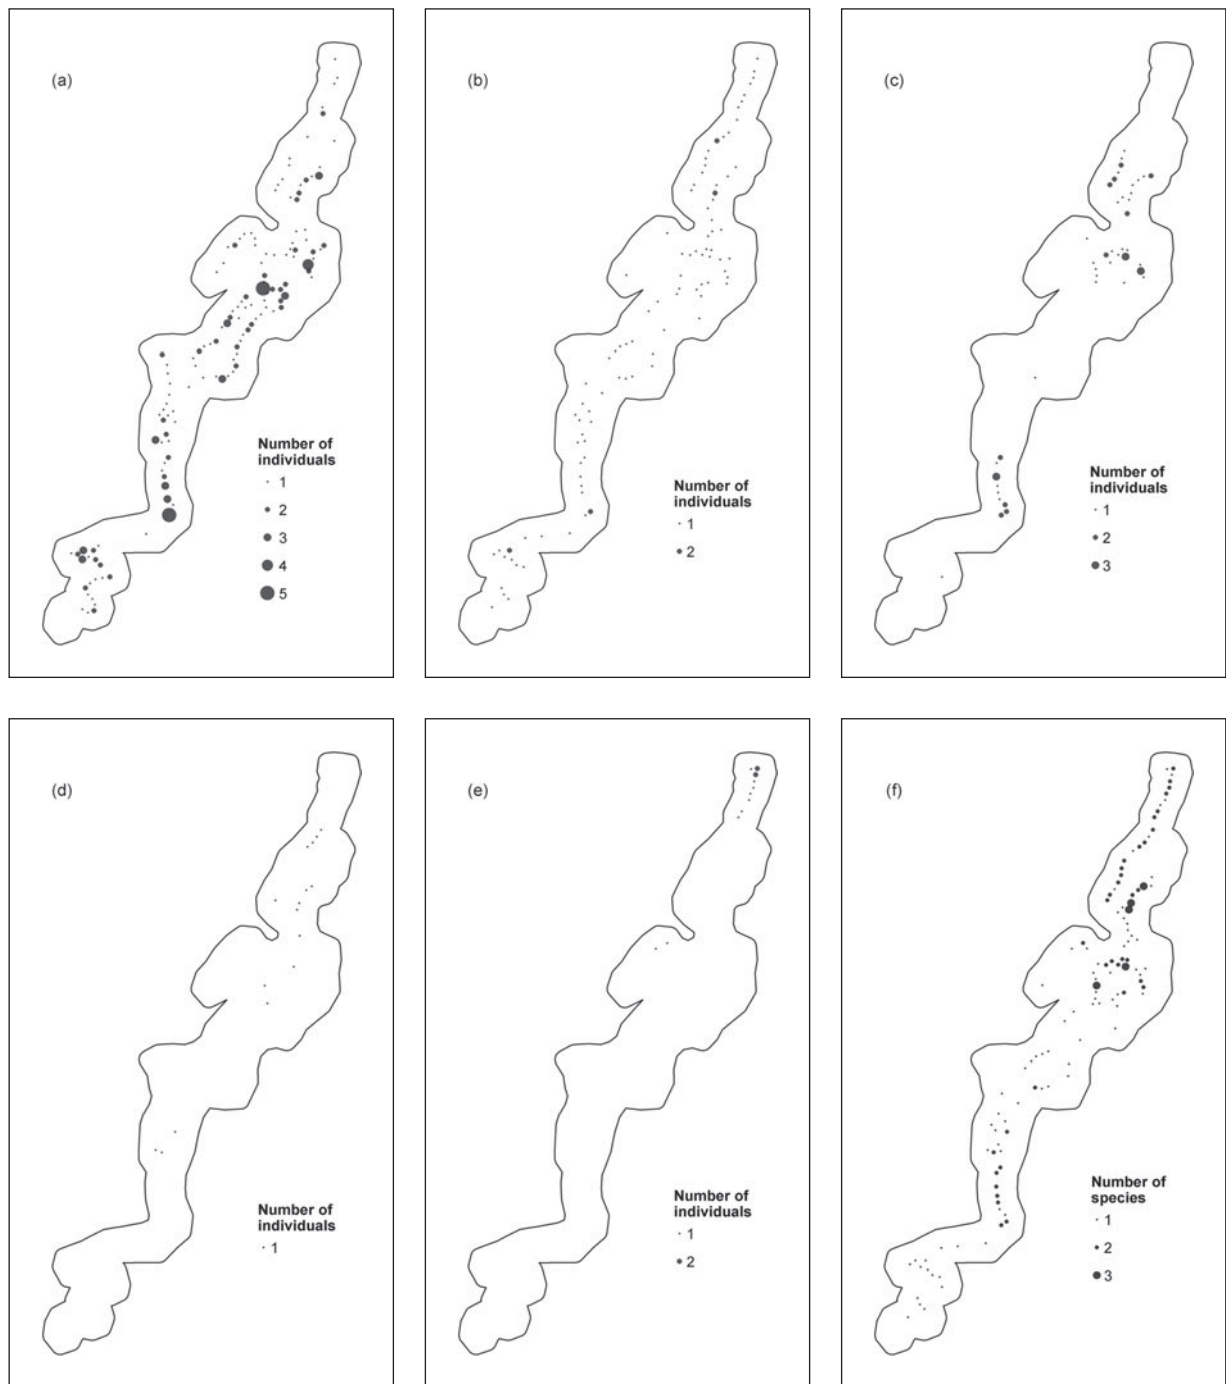 (a)
Number of
individuals
1
2
3
4
5
(b)
Number of
individuals
1
2
(c)
Number of
individuals
1
2
3
(d)
Number of
individuals
1
(e)
Number of
individuals
1
2
(f)
Number of
species
1
2
3